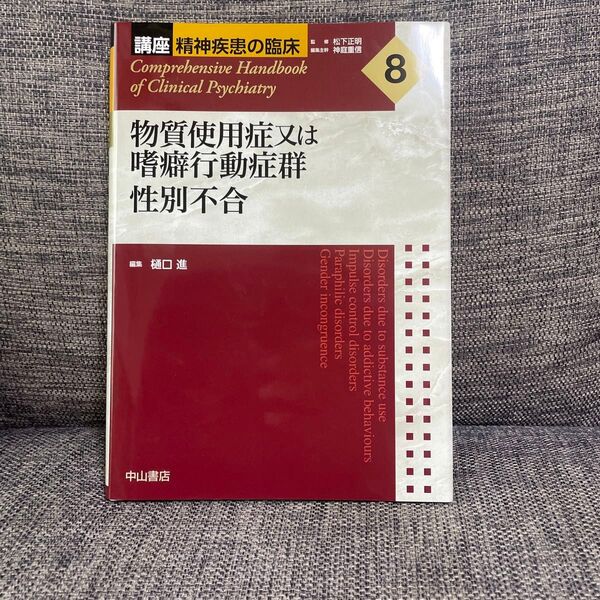 講座 精神疾患の臨床
監修 松下正明
編集主幹 神庭重信
Comprehensive Handbook
of Clinical Psychiatry
8
物質使用症又は
嗜癖行動症群
性別不合
編集 樋口 進
Disorders due to substance use
Disorders due to addictive behaviours
Impulse control disorders
Paraphilic disorders
Gender incongruence
中山書店